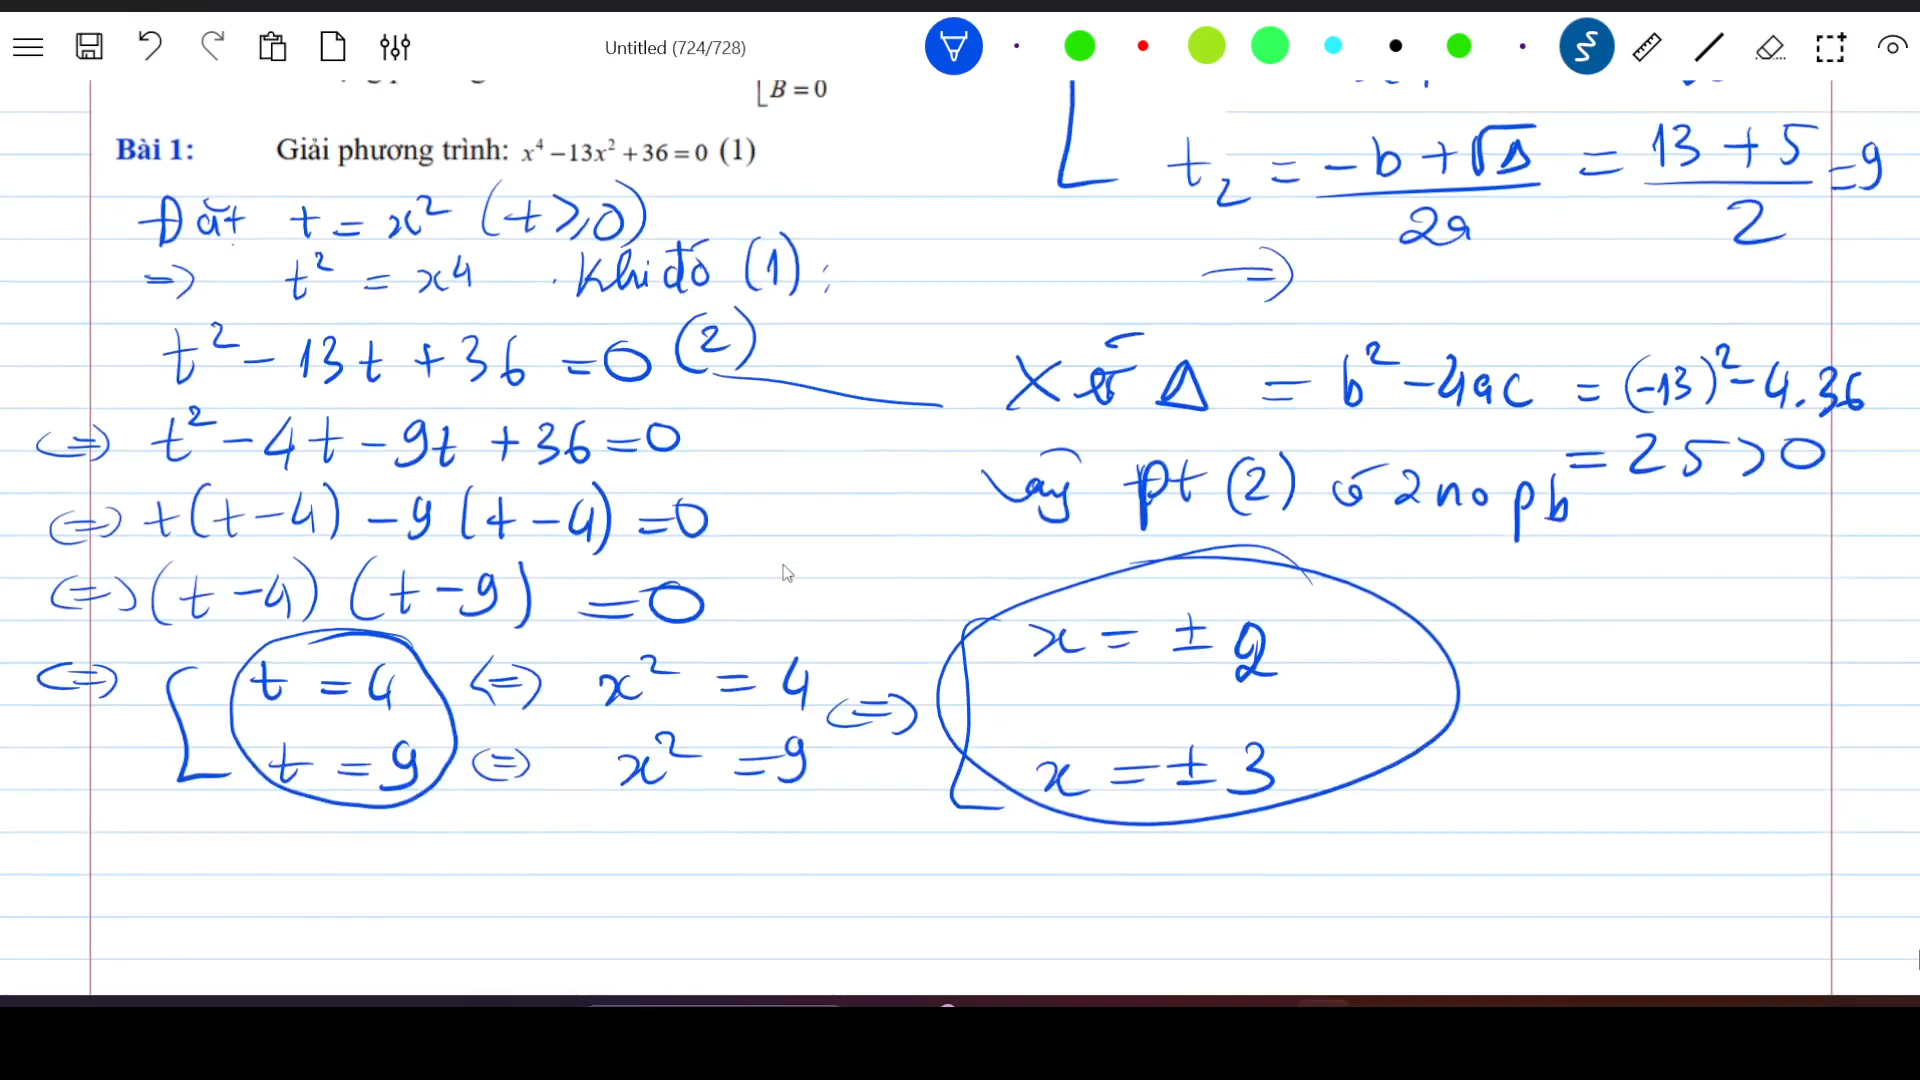 Untitled (724/728)
B = 0
Bài 1: Giải phương trình: x⁴ − 13x² + 36 = 0 (1)
Đặt t = x² (t ⩾ 0)
=> t² = x⁴ . Khi đó (1) :
t² − 13t + 36 = 0 (2)
<=> t² − 4t − 9t + 36 = 0
<=> t(t − 4) − 9(t − 4) = 0
<=> (t − 4) (t − 9) = 0
<=> [ t = 4 <=> x² = 4
t = 9 <=> x² = 9
<=> [ x = ± 2
x = ± 3
t₂ = (−b + √Δ)/2a = (13 + 5)/2 = 9
=>
Xét Δ = b² − 4ac = (−13)² − 4.36
= 25 > 0
Vậy pt (2) có 2 no pb